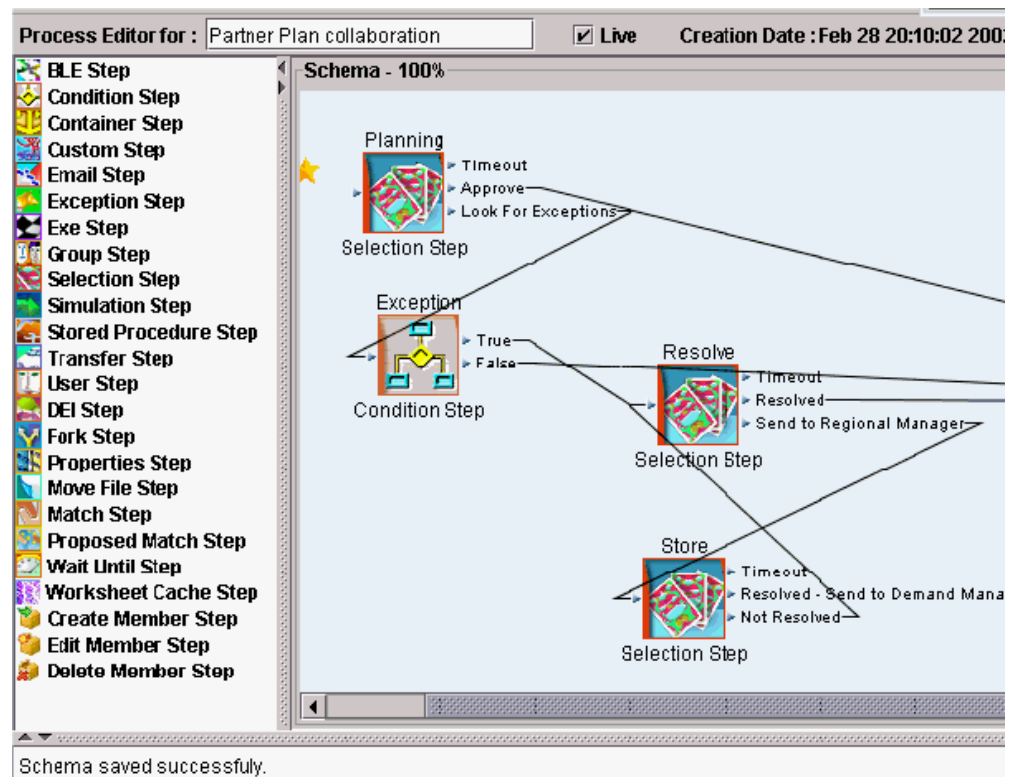 Process Editor for : Partner Plan collaboration Live Creation Date : Feb 28 20:10:02 200
BLE Step
Condition Step
Container Step
Custom Step
Email Step
Exception Step
Exe Step
Group Step
Selection Step
Simulation Step
Stored Procedure Step
Transfer Step
User Step
DEI Step
Fork Step
Properties Step
Move File Step
Match Step
Proposed Match Step
Wait Until Step
Worksheet Cache Step
Create Member Step
Edit Member Step
Delete Member Step
Schema - 100%
Planning
Timeout
Approve
Look For Exceptions
Selection Step
Exception
True
False
Condition Step
Resolve
Timeout
Resolved
Send to Regional Manager
Selection Step
Store
Timeout
Resolved - Send to Demand Mana
Not Resolved
Selection Step
Schema saved successfuly.